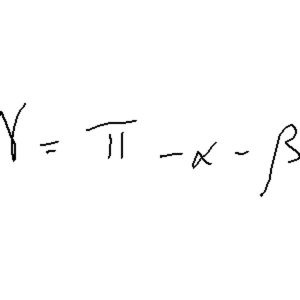 γ = π - α - β